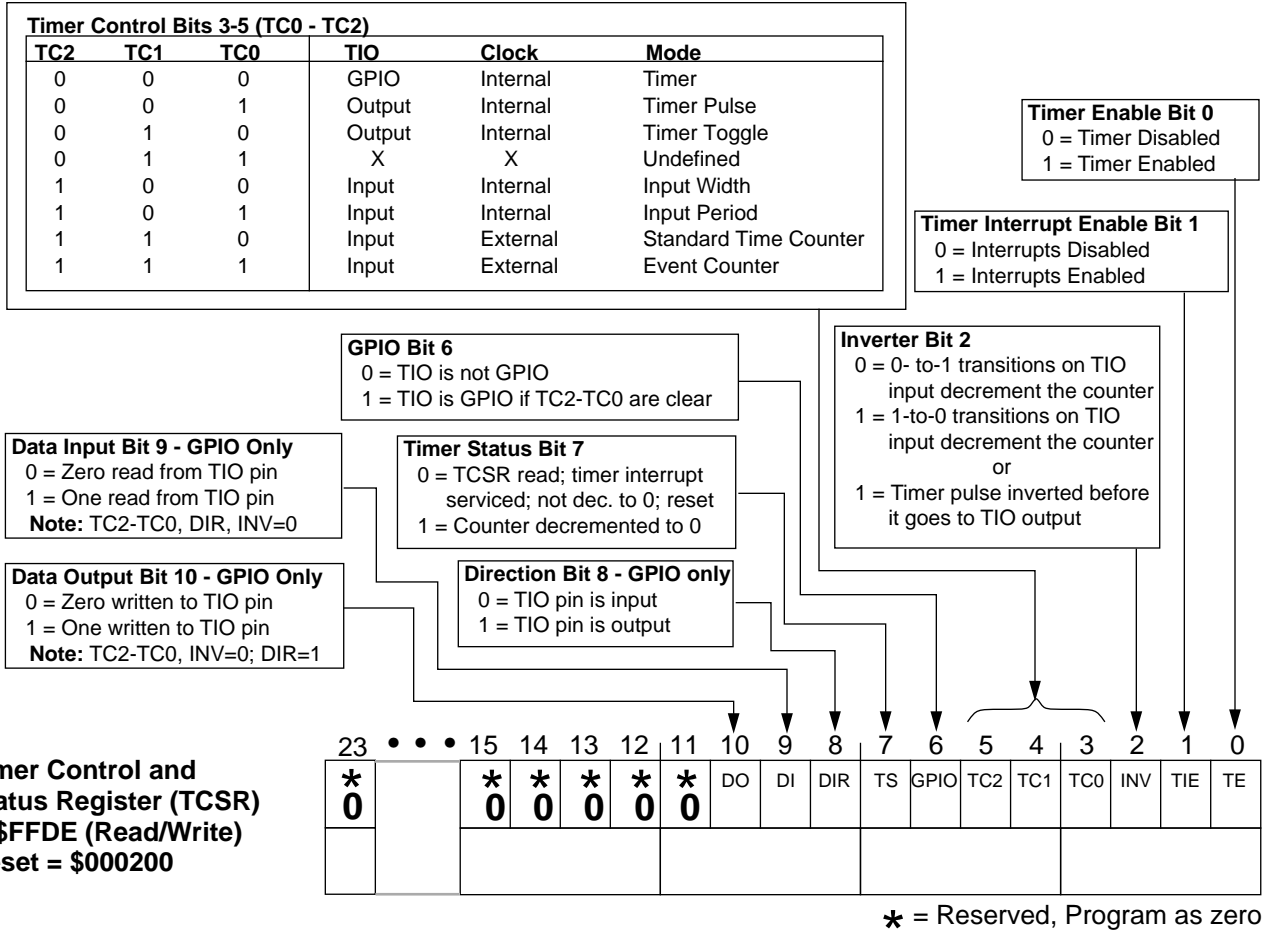 Timer Control Bits 3-5 (TC0 - TC2)
TC2 TC1 TC0 TIO Clock Mode
0 0 0 GPIO Internal Timer
0 0 1 Output Internal Timer Pulse
0 1 0 Output Internal Timer Toggle
0 1 1 X X Undefined
1 0 0 Input Internal Input Width
1 0 1 Input Internal Input Period
1 1 0 Input External Standard Time Counter
1 1 1 Input External Event Counter
Timer Enable Bit 0
0 = Timer Disabled
1 = Timer Enabled
Timer Interrupt Enable Bit 1
0 = Interrupts Disabled
1 = Interrupts Enabled
Inverter Bit 2
0 = 0- to-1 transitions on TIO
input decrement the counter
1 = 1-to-0 transitions on TIO
input decrement the counter
or
1 = Timer pulse inverted before
it goes to TIO output
GPIO Bit 6
0 = TIO is not GPIO
1 = TIO is GPIO if TC2-TC0 are clear
Data Input Bit 9 - GPIO Only
0 = Zero read from TIO pin
1 = One read from TIO pin
Note: TC2-TC0, DIR, INV=0
Timer Status Bit 7
0 = TCSR read; timer interrupt
serviced; not dec. to 0; reset
1 = Counter decremented to 0
Data Output Bit 10 - GPIO Only
0 = Zero written to TIO pin
1 = One written to TIO pin
Note: TC2-TC0, INV=0; DIR=1
Direction Bit 8 - GPIO only
0 = TIO pin is input
1 = TIO pin is output
23 • • • 15 14 13 12 11 10 9 8 7 6 5 4 3 2 1 0
* * * * * * DO DI DIR TS GPIO TC2 TC1 TC0 INV TIE TE
0 0 0 0 0 0
mer Control and
atus Register (TCSR)
$FFDE (Read/Write)
set = $000200
* = Reserved, Program as zero